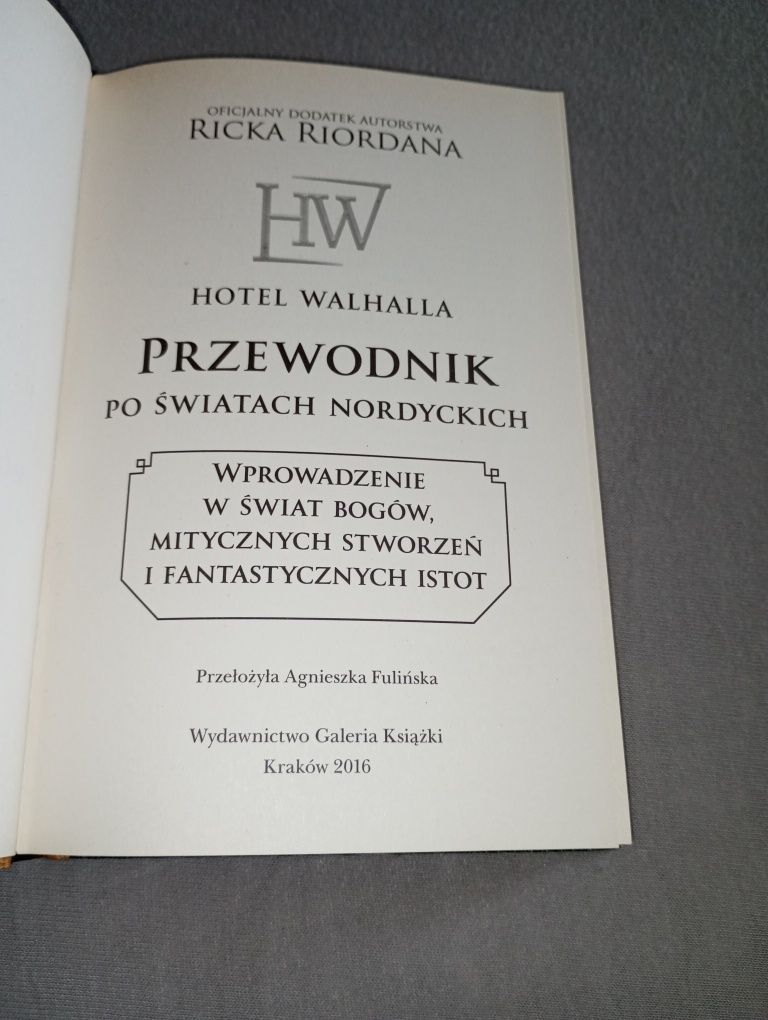 OFICJALNY DODATEK AUTORSTWA
RICKA RIORDANA
HW
HOTEL WALHALLA
PRZEWODNIK
PO ŚWIATACH NORDYCKICH
WPROWADZENIE
W ŚWIAT BOGÓW,
MITYCZNYCH STWORZEŃ
I FANTASTYCZNYCH ISTOT
Przełożyła Agnieszka Fulińska
Wydawnictwo Galeria Książki
Kraków 2016